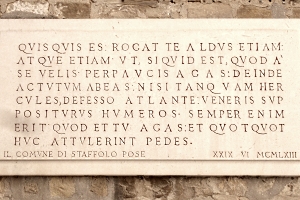 QVISQVIS ES: ROGAT TE ALDVS ETIAM:
ATQVE ETIAM VT, SI QVID EST, QVOD A'
SE VELIS PERPAVCIS AGAS: DEINDE
ACTVTVM ABEAS: NISI TANQVAM HER
CVLES, DEFESSO ATLANTE: VENERIS SVP
POSITVRVS HVMEROS. SEMPER ENIM
ERIT QVOD ET TV AGAS; ET QVOTQVOT
HVC ATTVLERINT PEDES.
IL COMVNE DI STAFFOLO POSE XXIX VI MCMLXIII